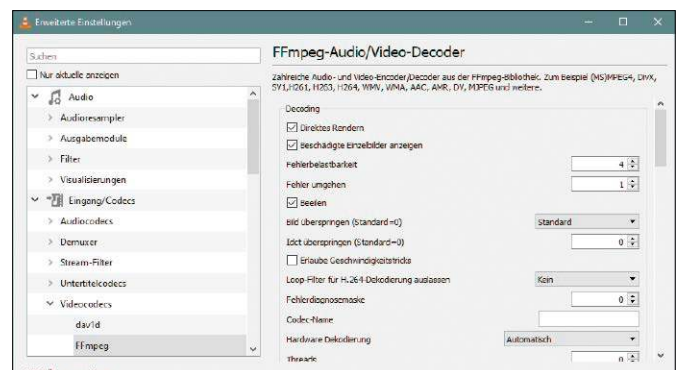 Erweiterte Einstellungen
Suchen
Nur aktuelle anzeigen
Audio
Audioresampler
Ausgabemodule
Filter
Visualisierungen
Eingang/Codecs
Audiocodecs
Demuxer
Stream-Filter
Untertitelcodecs
Videocodecs
dav1d
FFmpeg
FFmpeg-Audio/Video-Decoder
Zahlreiche Audio- und Video-Encoder/Decoder aus der FFmpeg-Bibliothek. Zum Beispiel (MS)MPEG4, DivX,
SV1,H261, H263, H264, WMV, WMA, AAC, AMR, DV, MJPEG und weitere.
Decoding
Direktes Rendern
Beschädigte Einzelbilder anzeigen
Fehlerbelastbarkeit 4
Fehler umgehen 1
Beeilen
Bild überspringen (Standard=0) Standard
Idct überspringen (Standard=0) 0
Erlaube Geschwindigkeitstricks
Loop-Filter für H.264-Dekodierung auslassen Kein
Fehlerdiagnosemaske 0
Codec-Name
Hardware Dekodierung Automatisch
Threads 0